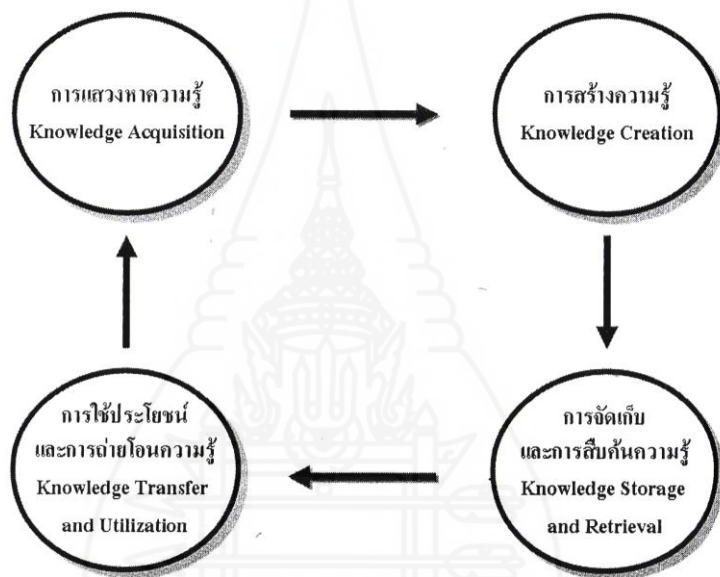 การแสวงหาความรู้
Knowledge Acquisition
การสร้างความรู้
Knowledge Creation
การจัดเก็บ
และการสืบค้นความรู้
Knowledge Storage
and Retrieval
การใช้ประโยชน์
และการถ่ายโอนความรู้
Knowledge Transfer
and Utilization